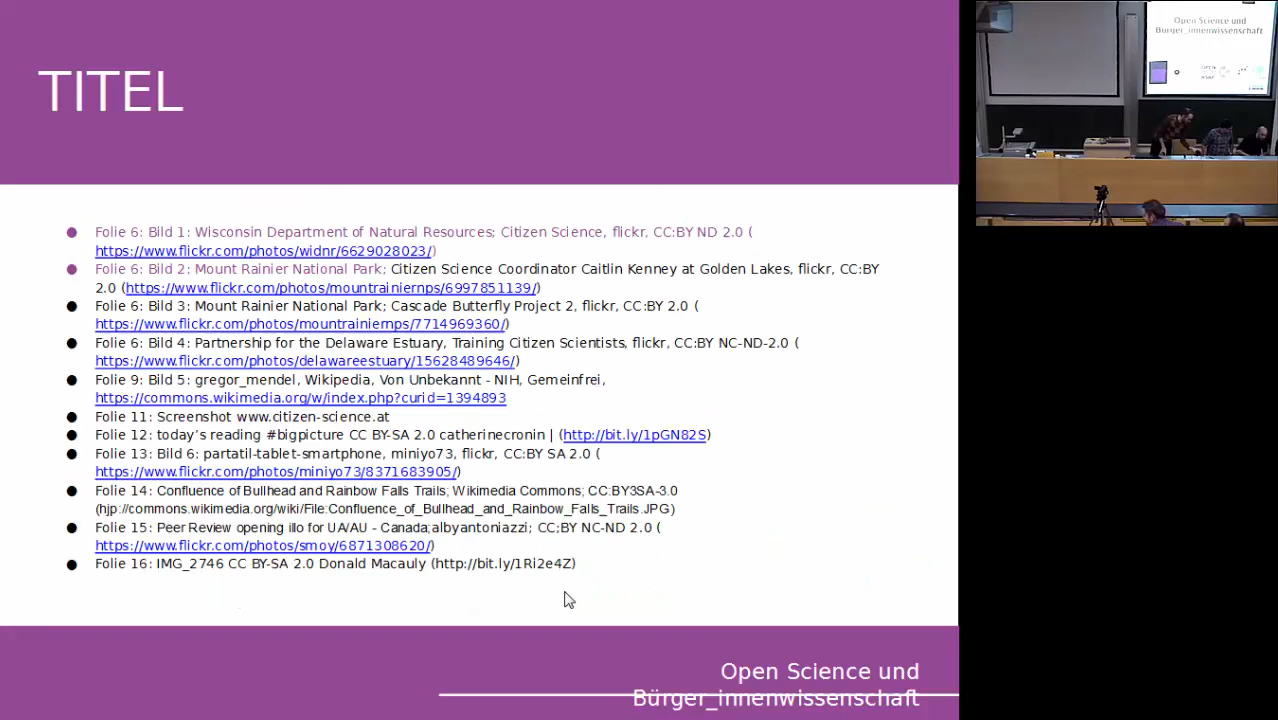 TITEL
Folie 6: Bild 1: Wisconsin Department of Natural Resources; Citizen Science, flickr, CC:BY ND 2.0 (
https://www.flickr.com/photos/widnr/6629028023/)
Folie 6: Bild 2: Mount Rainier National Park; Citizen Science Coordinator Caitlin Kenney at Golden Lakes, flickr, CC:BY
2.0 (https://www.flickr.com/photos/mountrainiernps/6997851139/)
Folie 6: Bild 3: Mount Rainier National Park; Cascade Butterfly Project 2, flickr, CC:BY 2.0 (
https://www.flickr.com/photos/mountrainiernps/7714969360/)
Folie 6: Bild 4: Partnership for the Delaware Estuary, Training Citizen Scientists, flickr, CC:BY NC-ND-2.0 (
https://www.flickr.com/photos/delawareestuary/15628489646/)
Folie 9: Bild 5: gregor_mendel, Wikipedia, Von Unbekannt - NIH, Gemeinfrei,
https://commons.wikimedia.org/w/index.php?curid=1394893
Folie 11: Screenshot www.citizen-science.at
Folie 12: today's reading #bigpicture CC BY-SA 2.0 catherinecronin | (http://bit.ly/1pGN82S)
Folie 13: Bild 6: partatil-tablet-smartphone, miniyo73, flickr, CC:BY SA 2.0 (
https://www.flickr.com/photos/miniyo73/8371683905/)
Folie 14: Confluence of Bullhead and Rainbow Falls Trails; Wikimedia Commons; CC:BY3SA-3.0
(hjp://commons.wikimedia.org/wiki/File:Confluence_of_Bullhead_and_Rainbow_Falls_Trails.JPG)
Folie 15: Peer Review opening illo for UA/AU - Canada;albyantoniazzi; CC;BY NC-ND 2.0 (
https://www.flickr.com/photos/smoy/6871308620/)
Folie 16: IMG_2746 CC BY-SA 2.0 Donald Macauly (http://bit.ly/1Ri2e4Z)
Open Science und
Bürger_innenwissenschaft
Open Science und
Bürger_innenwissenschaft